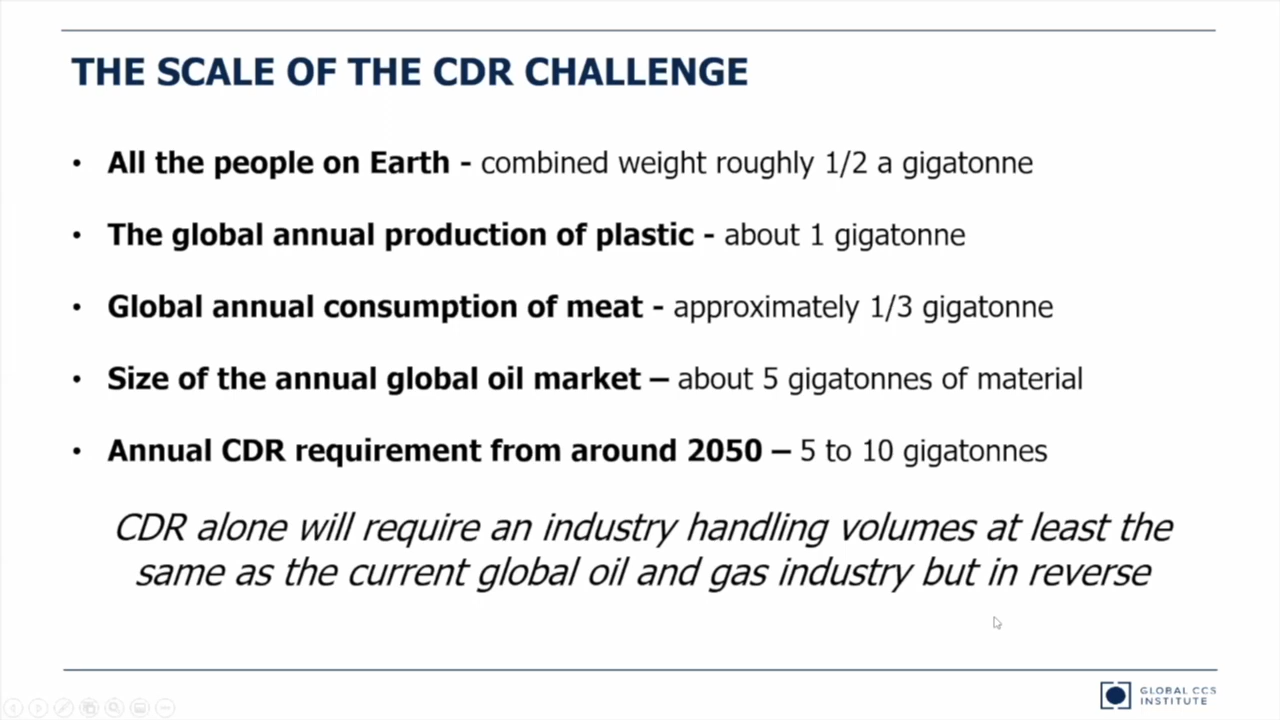 THE SCALE OF THE CDR CHALLENGE
• All the people on Earth - combined weight roughly 1/2 a gigatonne
• The global annual production of plastic - about 1 gigatonne
• Global annual consumption of meat - approximately 1/3 gigatonne
• Size of the annual global oil market – about 5 gigatonnes of material
• Annual CDR requirement from around 2050 – 5 to 10 gigatonnes
CDR alone will require an industry handling volumes at least the
same as the current global oil and gas industry but in reverse
GLOBAL CCS
INSTITUTE